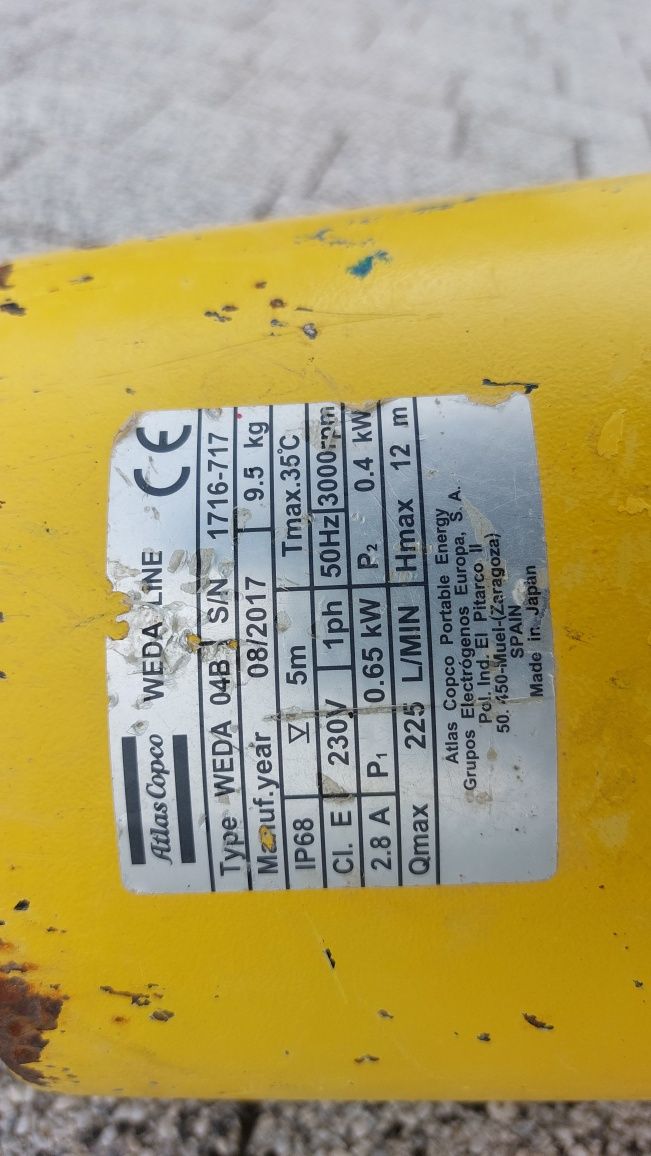 Atlas Copco WEDA LINE CE
Type WEDA 04B S/N 1716-717
Manuf.year 08/2017 9.5 kg
IP68 5m Tmax.35℃
Cl. E 230V 1ph 50Hz 3000rpm
2.8 A P₁ 0.65 kW P₂ 0.4 kW
Qmax 225 L/MIN Hmax 12 m
Atlas Copco Portable Energy
Grupos Electrógenos Europa, S.A.
Pol. Ind. El Pitarco II
50.450-Muel-(Zaragoza)
SPAIN
Made in Japan